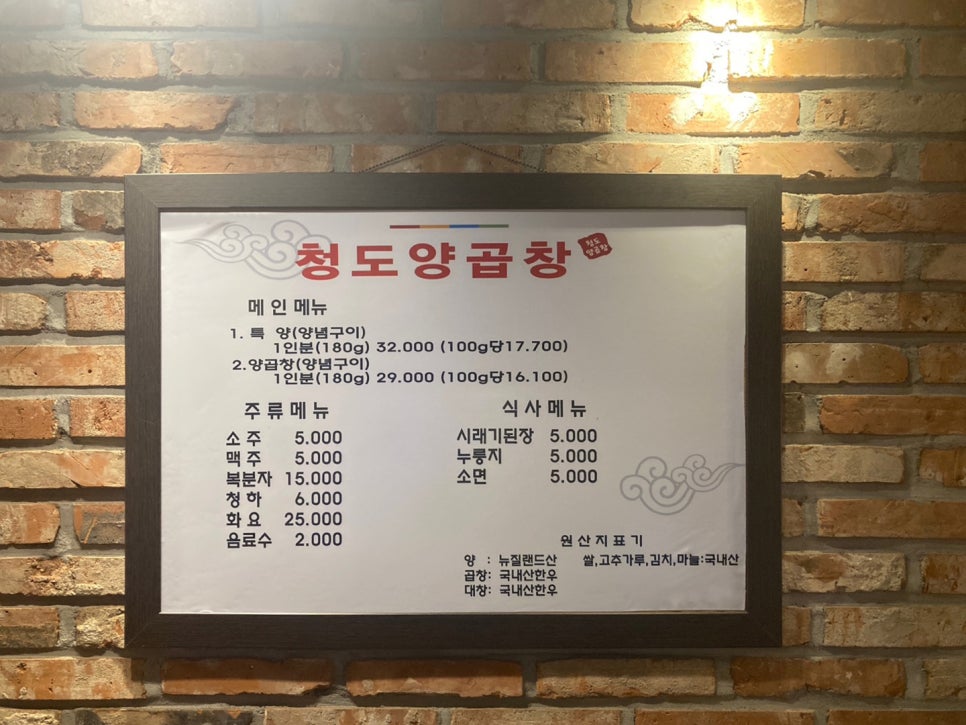 청도양곱창
청도
양곱창
메인메뉴
1. 특 양(양념구이)
1인분(180g) 32.000 (100g당17.700)
2.양곱창(양념구이)
1인분(180g) 29.000 (100g당16.100)
주류메뉴
소주 5.000
맥주 5.000
복분자 15.000
청하 6.000
화요 25.000
음료수 2.000
식사메뉴
시래기된장 5.000
누룽지 5.000
소면 5.000
원산지표기
양 : 뉴질랜드산 쌀,고추가루,김치,마늘:국내산
곱창: 국내산한우
대창: 국내산한우